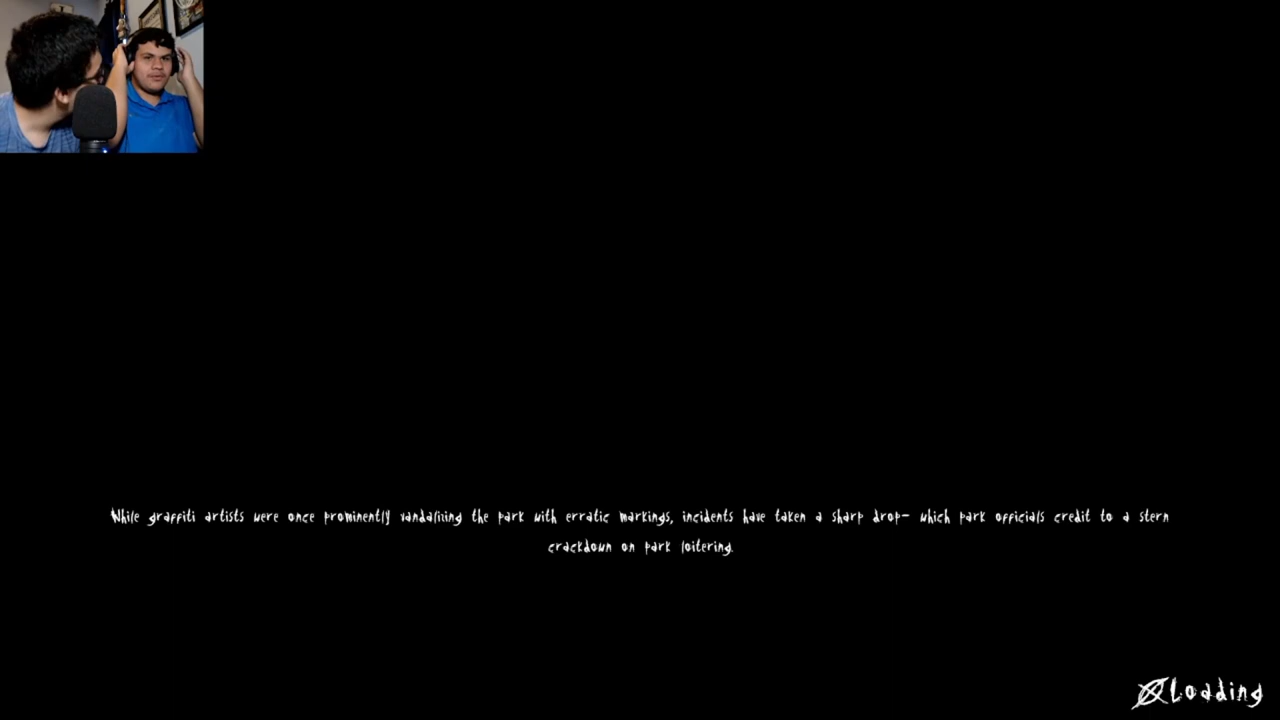 While graffiti artists were once prominently vandalizing the park with erratic markings, incidents have taken a sharp drop- which park officials credit to a stern
crackdown on park loitering.
Loading